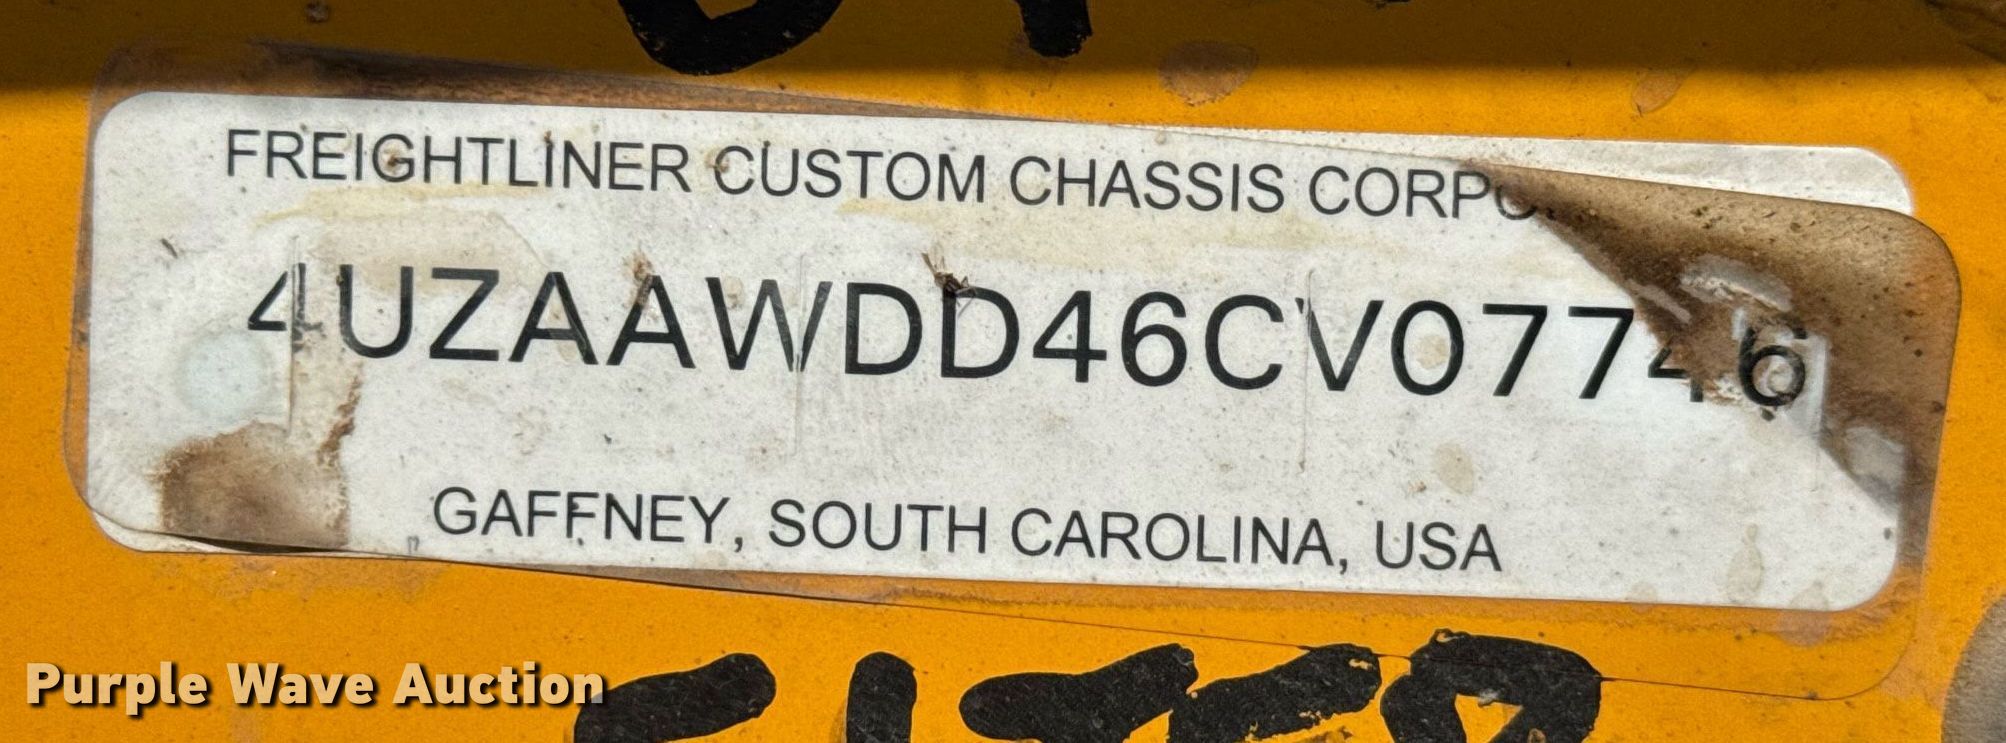 FREIGHTLINER CUSTOM CHASSIS CORPO
4UZAAWDD46CV07746
GAFFNEY, SOUTH CAROLINA, USA
Purple Wave Auction